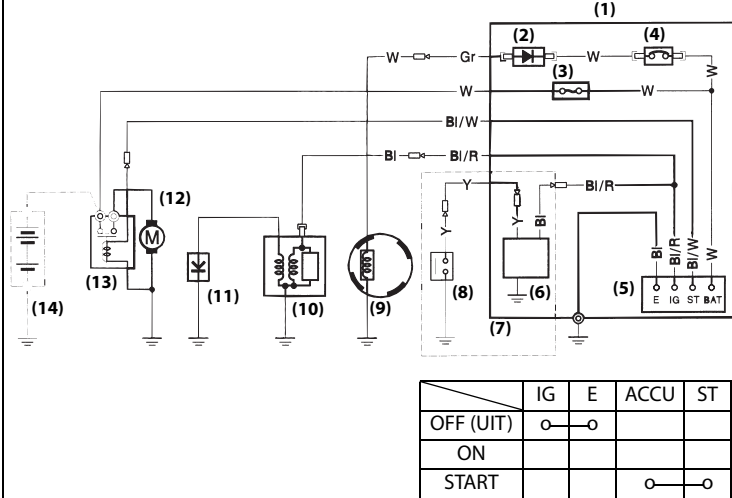 (1)
(2)
(4)
W
Gr
W
(3)
W
W
W
Bl/W
Bl
Bl/R
Y
Bl/R
(12)
Y
Y
Bl
Bl
Bl/R
Bl/W
W
M
(13)
(14)
(11)
(10)
(9)
(8)
(6)
(7)
(5)
E IG ST BAT
IG E ACCU ST
OFF (UIT)
ON
START